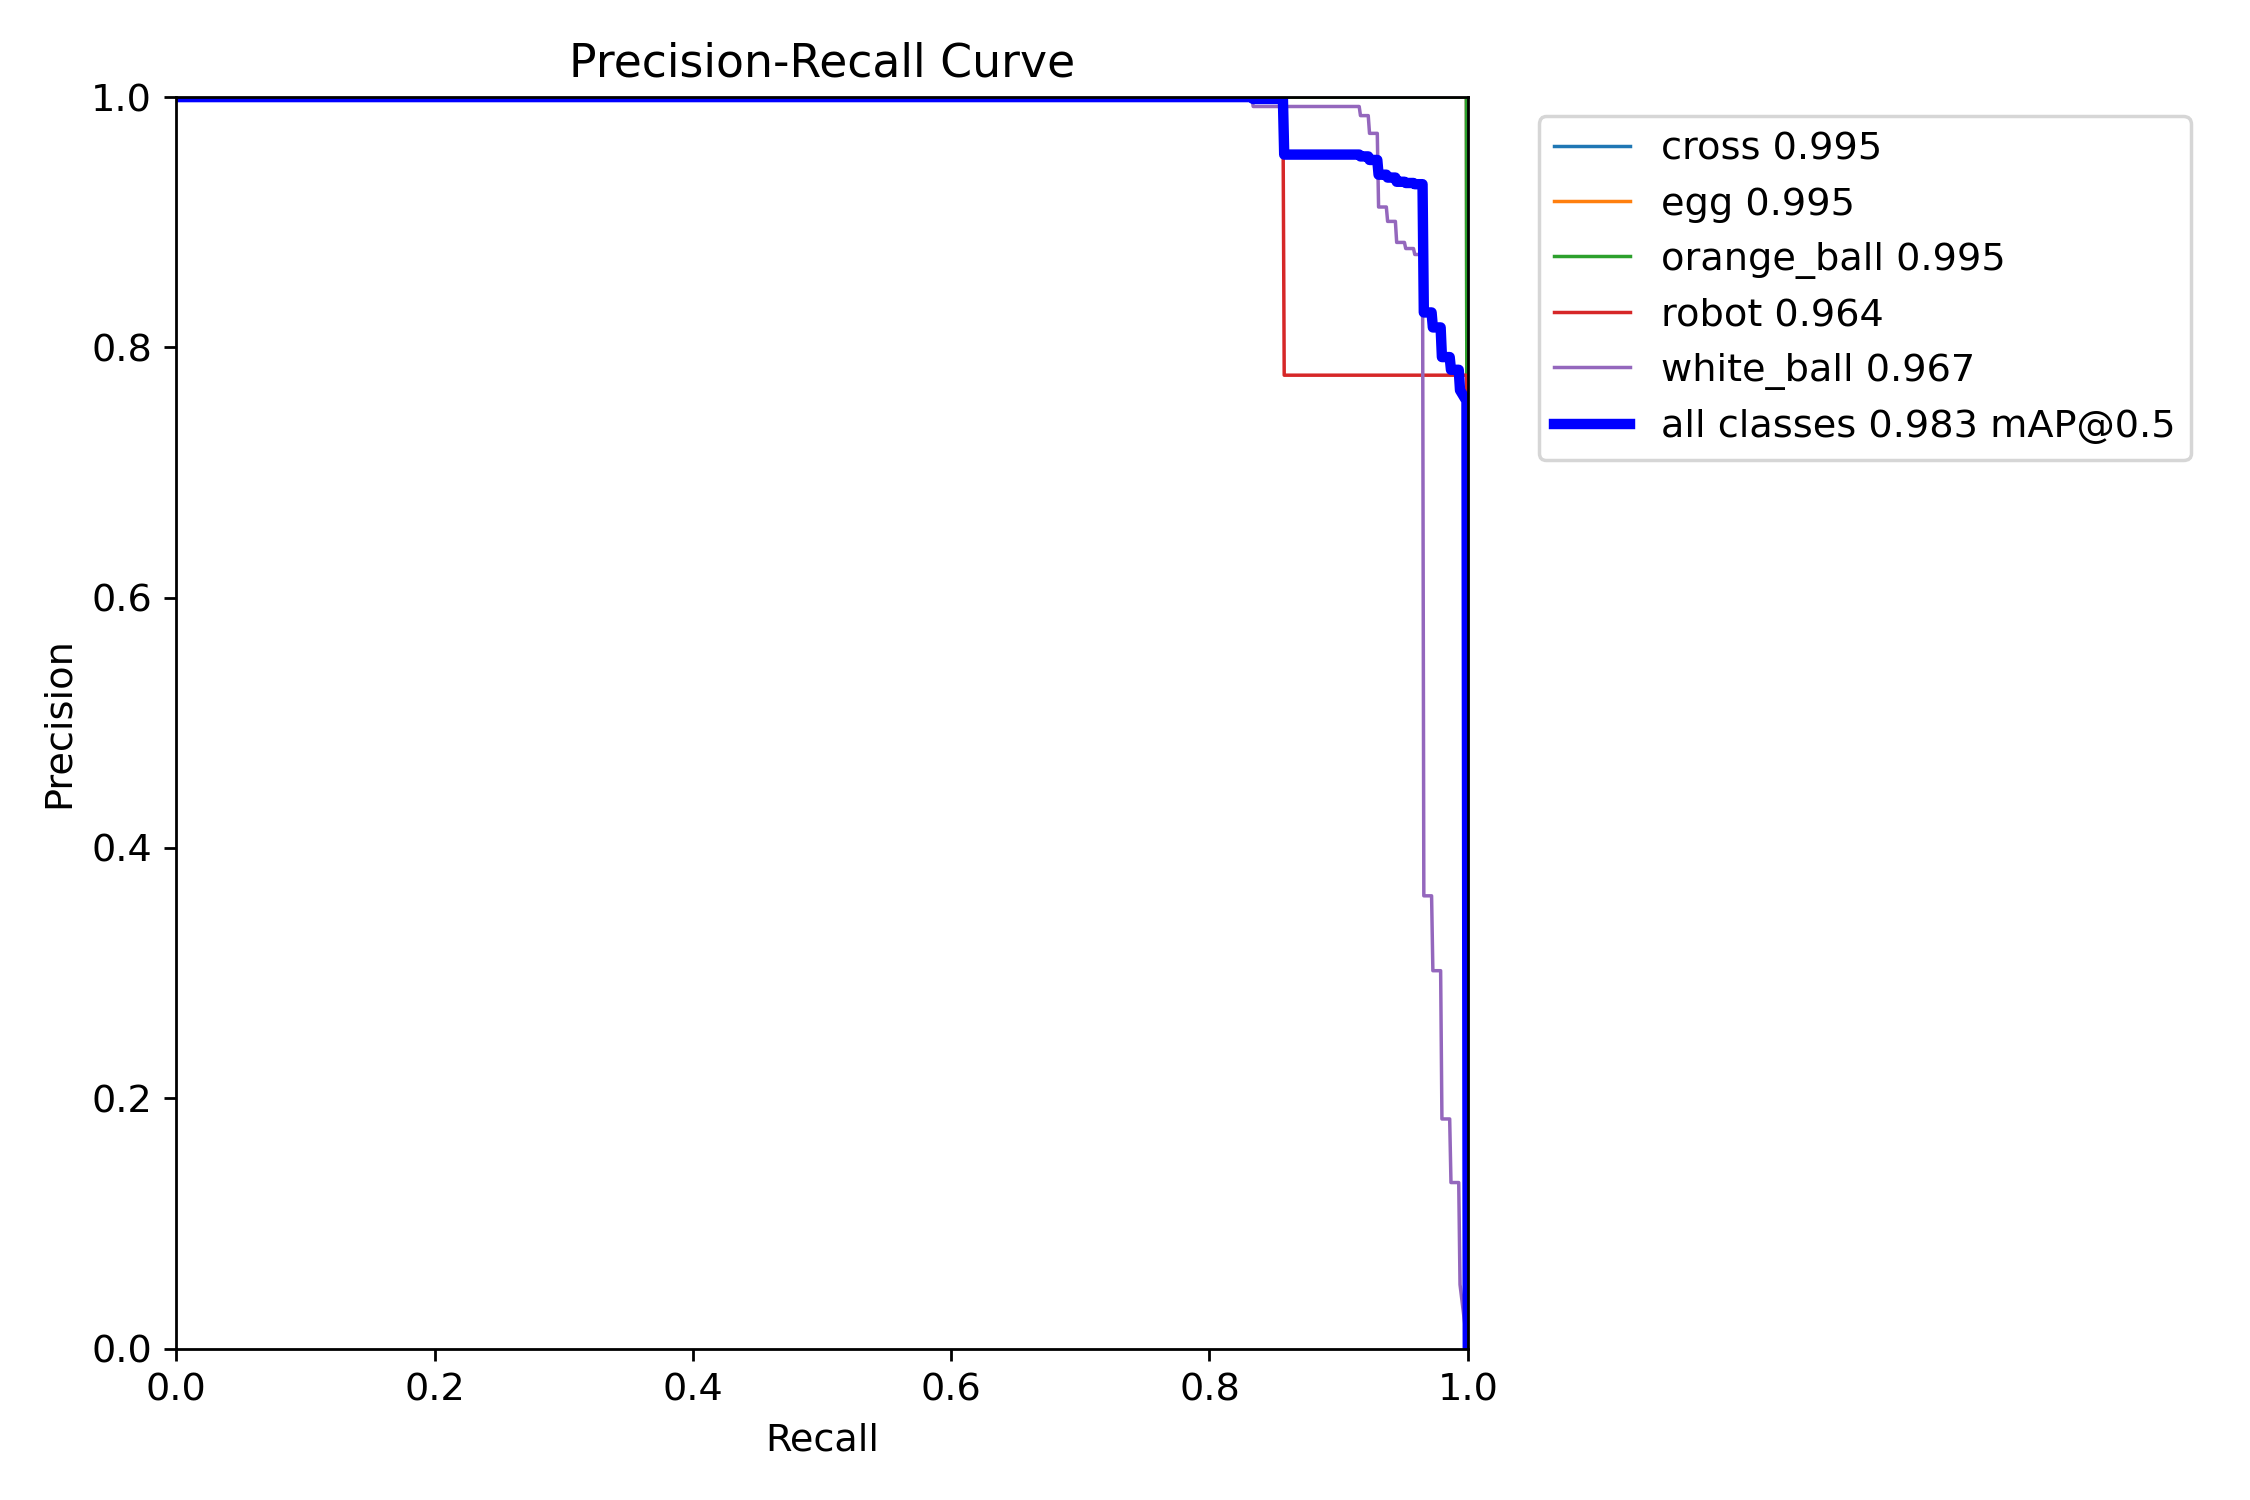 Precision-Recall Curve
1.0
0.8
0.6
0.4
0.2
0.0
Precision
0.0 0.2 0.4 0.6 0.8 1.0
Recall
cross 0.995
egg 0.995
orange_ball 0.995
robot 0.964
white_ball 0.967
all classes 0.983 mAP@0.5